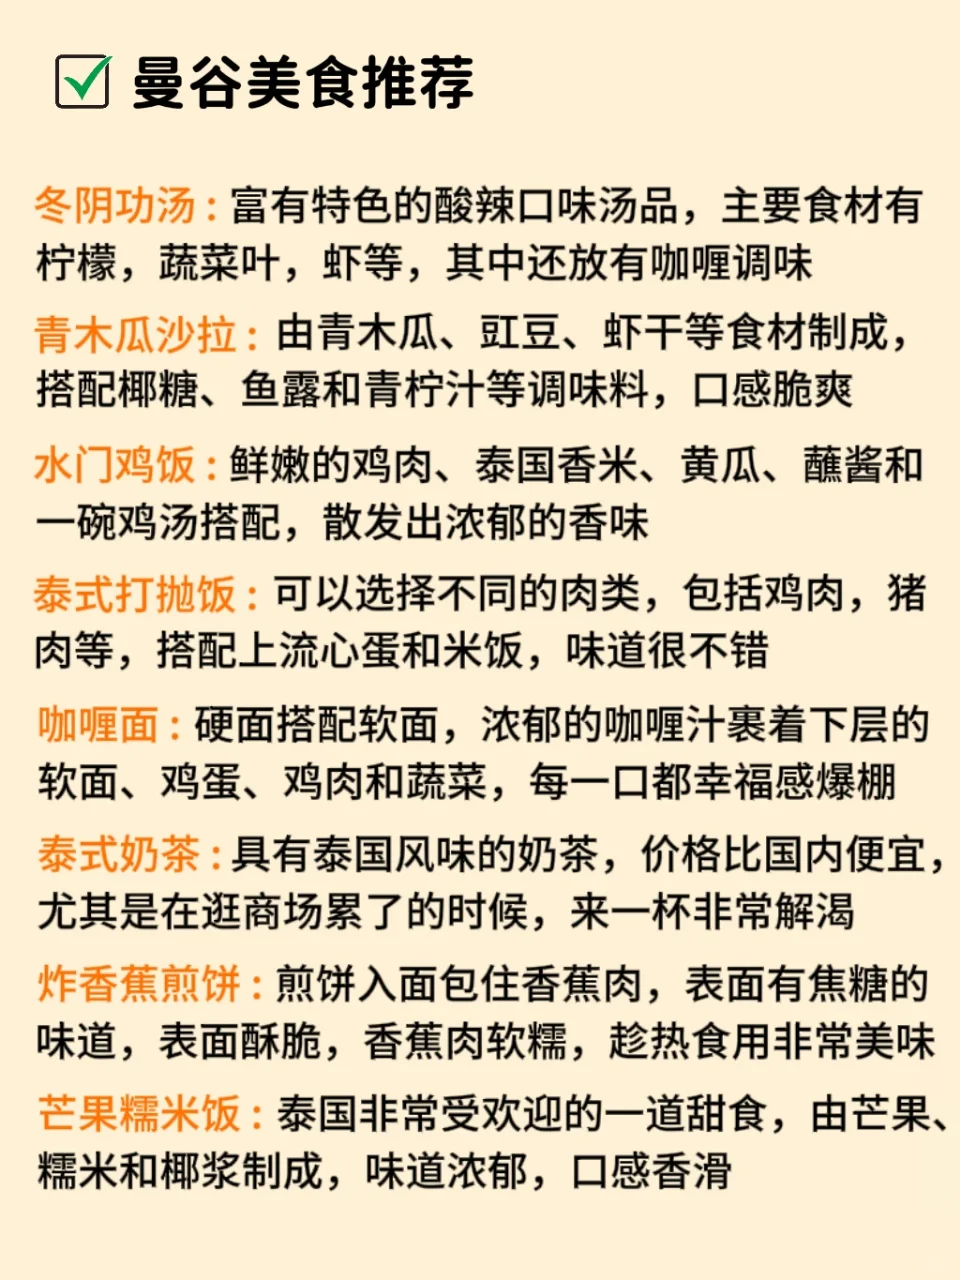 曼谷美食推荐
冬阴功汤：富有特色的酸辣口味汤品，主要食材有
柠檬，蔬菜叶，虾等，其中还放有咖喱调味
青木瓜沙拉：由青木瓜、豇豆、虾干等食材制成，
搭配椰糖、鱼露和青柠汁等调味料，口感脆爽
水门鸡饭：鲜嫩的鸡肉、泰国香米、黄瓜、蘸酱和
一碗鸡汤搭配，散发出浓郁的香味
泰式打抛饭：可以选择不同的肉类，包括鸡肉，猪
肉等，搭配上流心蛋和米饭，味道很不错
咖喱面：硬面搭配软面，浓郁的咖喱汁裹着下层的
软面、鸡蛋、鸡肉和蔬菜，每一口都幸福感爆棚
泰式奶茶：具有泰国风味的奶茶，价格比国内便宜，
尤其是在逛商场累了的时候，来一杯非常解渴
炸香蕉煎饼：煎饼入面包住香蕉肉，表面有焦糖的
味道，表面酥脆，香蕉肉软糯，趁热食用非常美味
芒果糯米饭：泰国非常受欢迎的一道甜食，由芒果、
糯米和椰浆制成，味道浓郁，口感香滑